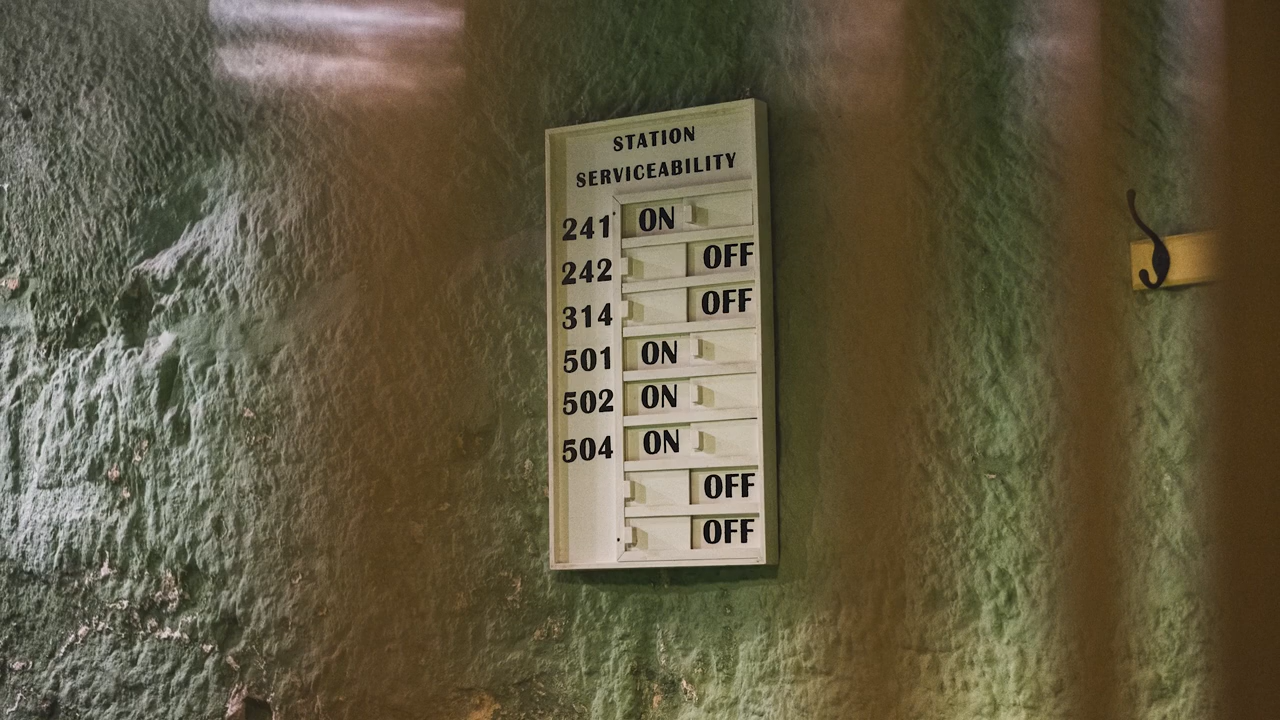 STATION
SERVICEABILITY
241 ON
242 OFF
314 OFF
501 ON
502 ON
504 ON
OFF
OFF